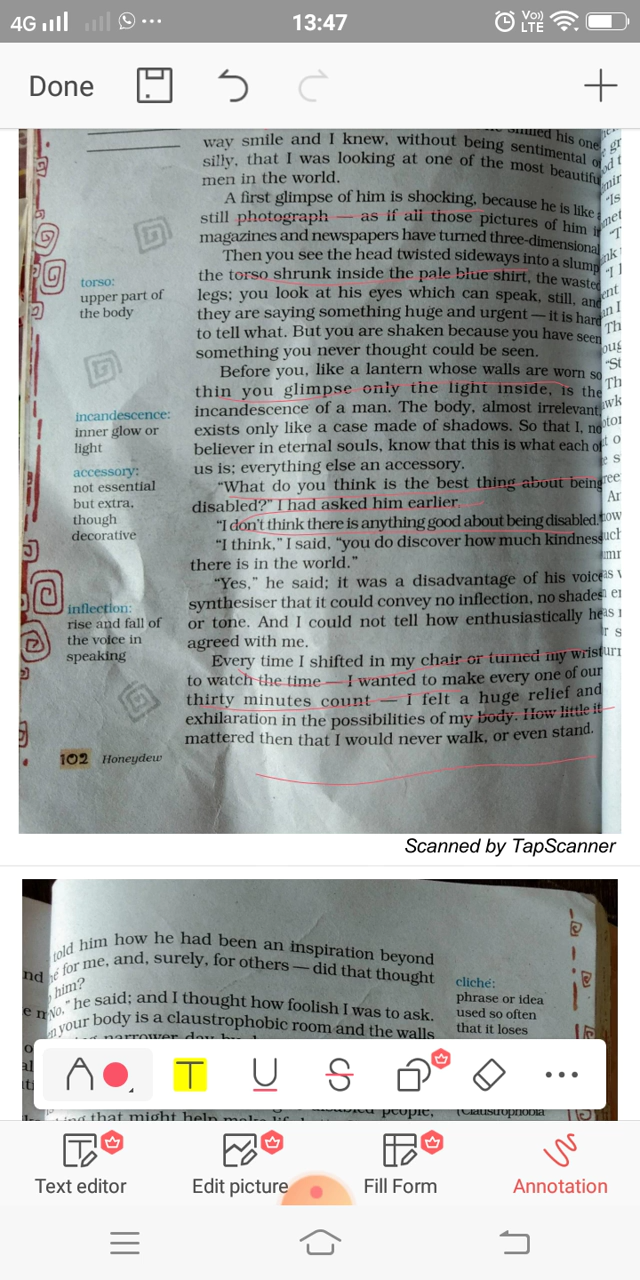 4G
13:47
Vo)
LTE
Done
way smile and I knew, without being sentimental or
silly, that I was looking at one of the most beautiful
men in the world.
A first glimpse of him is shocking, because he is like a
still photograph — as if all those pictures of him in
magazines and newspapers have turned three-dimensional
Then you see the head twisted sideways into a slump
the torso shrunk inside the pale blue shirt, the wasted
legs; you look at his eyes which can speak, still, and
they are saying something huge and urgent — it is hard
to tell what. But you are shaken because you have seen
something you never thought could be seen.
Before you, like a lantern whose walls are worn so
thin you glimpse only the light inside, is the
incandescence of a man. The body, almost irrelevant,
exists only like a case made of shadows. So that I, no
believer in eternal souls, know that this is what each of
us is; everything else an accessory.
"What do you think is the best thing about being
disabled?" I had asked him earlier.
"I don't think there is anything good about being disabled."
"I think," I said, "you do discover how much kindness
there is in the world."
"Yes," he said; it was a disadvantage of his voice
synthesiser that it could convey no inflection, no shades
or tone. And I could not tell how enthusiastically he
agreed with me.
Every time I shifted in my chair or turned my wrist
to watch the time — I wanted to make every one of our
thirty minutes count — I felt a huge relief and
exhilaration in the possibilities of my body. How little it
mattered then that I would never walk, or even stand.
torso:
upper part of
the body
incandescence:
inner glow or
light
accessory:
not essential
but extra,
though
decorative
inflection:
rise and fall of
the voice in
speaking
102 Honeydew
Scanned by TapScanner
told him how he had been an inspiration beyond
for me, and, surely, for others — did that thought
him?
"No," he said; and I thought how foolish I was to ask.
your body is a claustrophobic room and the walls
narrower day by
that might help make
disabled people,
cliché:
phrase or idea
used so often
that it loses
(Claustrophobia
T
U
S
Text editor
Edit picture
Fill Form
Annotation